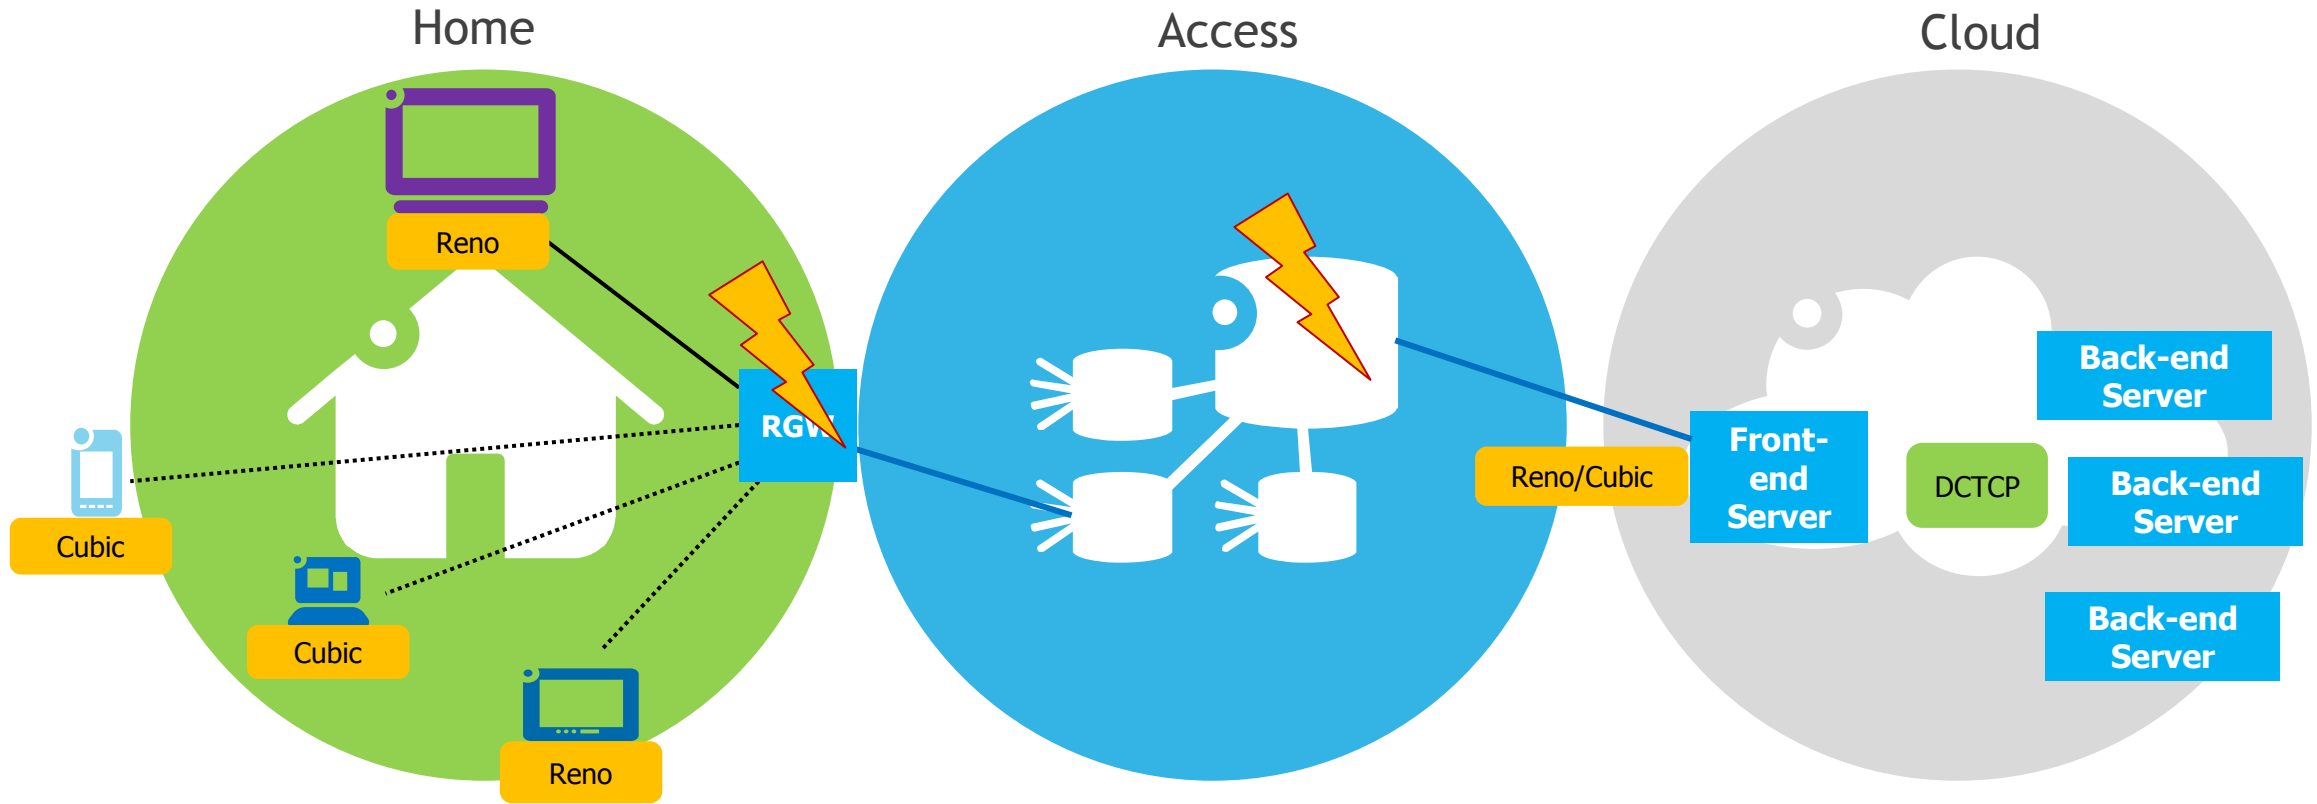 Home
Access
Cloud
Reno
RGW
Cubic
Cubic
Reno
Reno/Cubic
Front-
end
Server
DCTCP
Back-end
Server
Back-end
Server
Back-end
Server